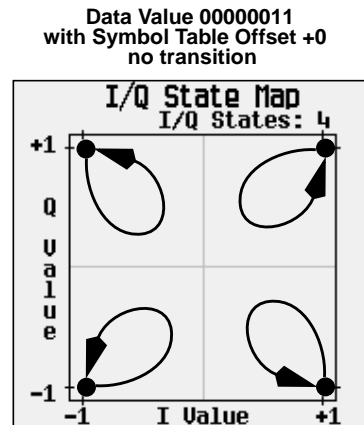 Data Value 00000011
with Symbol Table Offset +0
no transition
I/Q State Map
I/Q States: 4
+1
Q Value
-1
-1 I Value +1